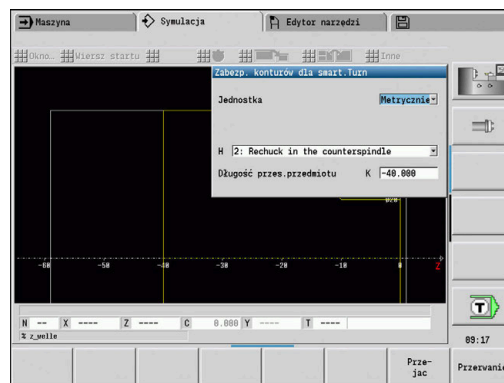 Maszyna
Symulacja
Edytor narzędzi
Okno..
Wiersz startu
Inne
Zabezp. konturów dla smart.Turn
Jednostka
Metrycznie
H 2: Rechuck in the counterspindle
Długość przes.przedmiotu K -40.000
-60 -50 -40 -30 -20 -10 0 Z
N -- X ---- Z ---- C 0.000 Y ---- T ----
% z_welle
T
09:17
Prze-
jac
Przerwanie